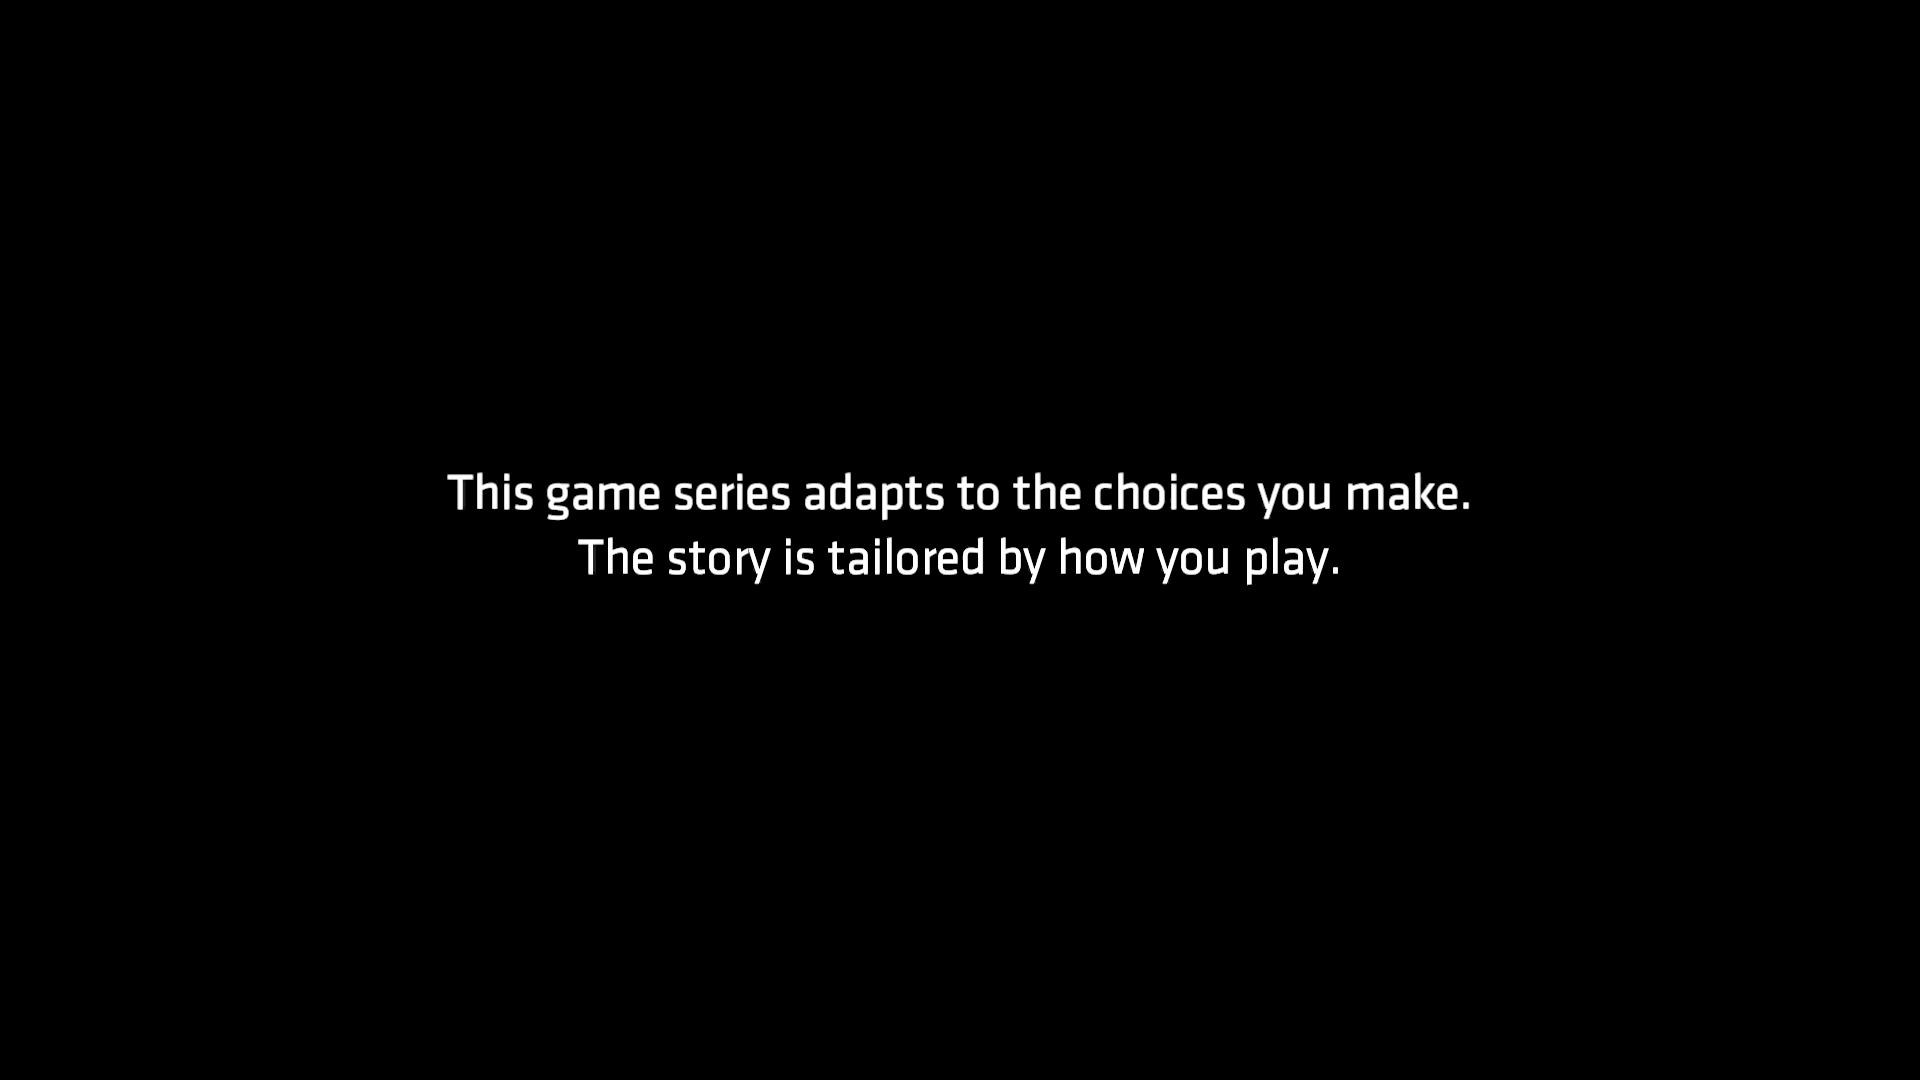 This game series adapts to the choices you make.
The story is tailored by how you play.